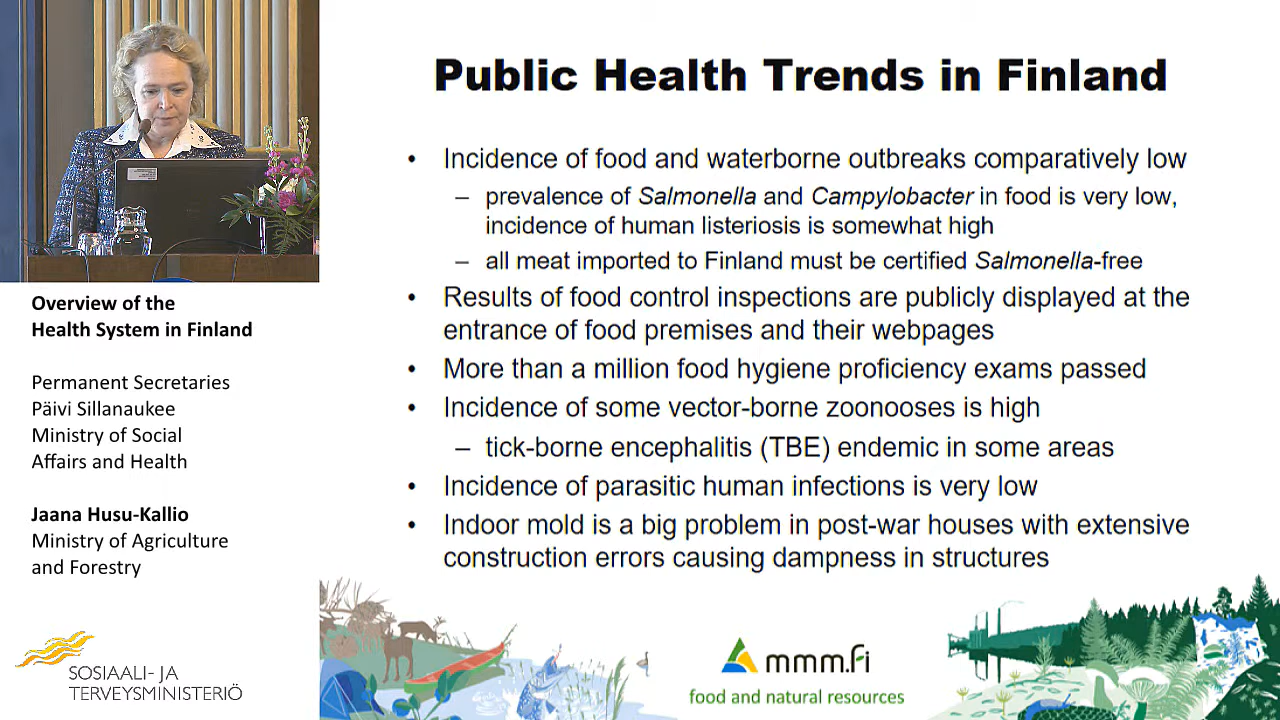 Public Health Trends in Finland
• Incidence of food and waterborne outbreaks comparatively low
– prevalence of Salmonella and Campylobacter in food is very low,
incidence of human listeriosis is somewhat high
– all meat imported to Finland must be certified Salmonella-free
• Results of food control inspections are publicly displayed at the
entrance of food premises and their webpages
• More than a million food hygiene proficiency exams passed
• Incidence of some vector-borne zoonooses is high
– tick-borne encephalitis (TBE) endemic in some areas
• Incidence of parasitic human infections is very low
• Indoor mold is a big problem in post-war houses with extensive
construction errors causing dampness in structures
Overview of the
Health System in Finland
Permanent Secretaries
Päivi Sillanaukee
Ministry of Social
Affairs and Health
Jaana Husu-Kallio
Ministry of Agriculture
and Forestry
SOSIAALI- JA
TERVEYSMINISTERIÖ
mmm.fi
food and natural resources